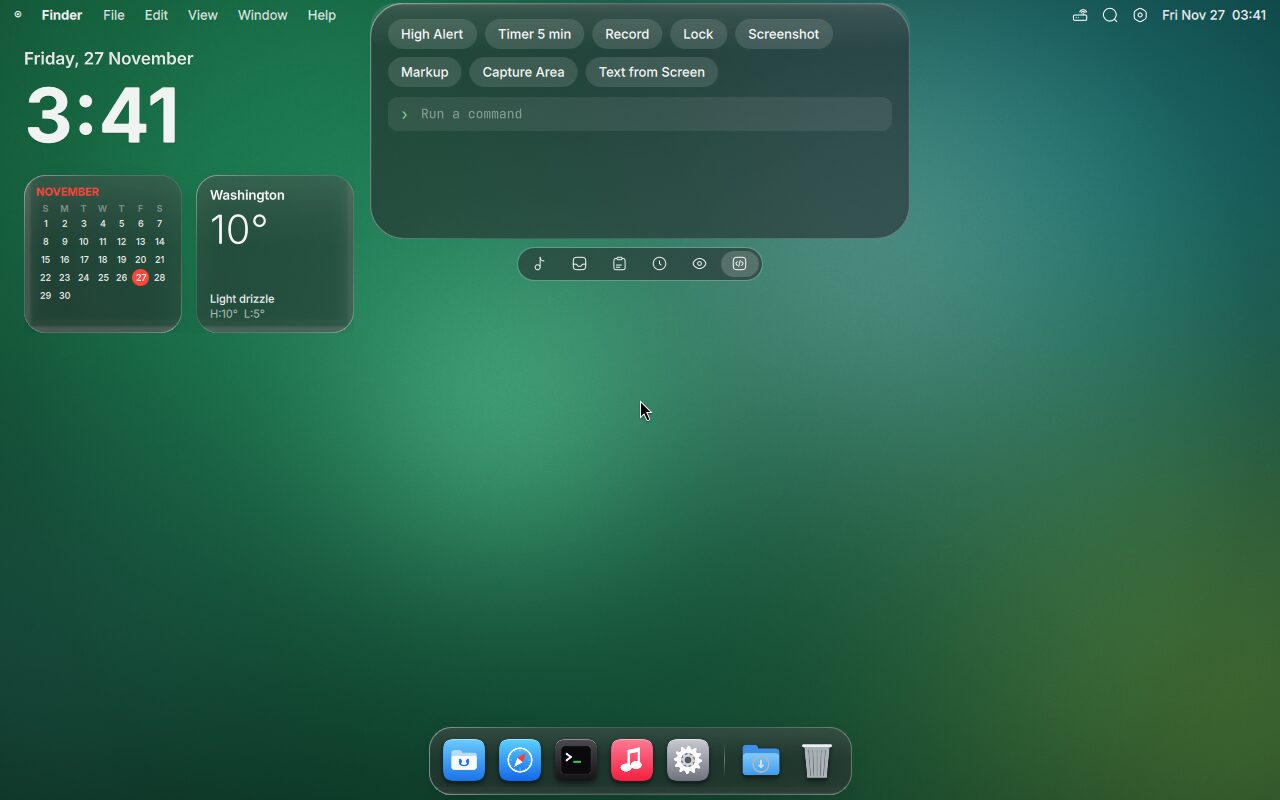 Finder File Edit View Window Help
Fri Nov 27 03:41
Friday, 27 November
3:41
NOVEMBER
S M T W T F S
1 2 3 4 5 6 7
8 9 10 11 12 13 14
15 16 17 18 19 20 21
22 23 24 25 26 27 28
29 30
Washington
10°
Light drizzle
H:10° L:5°
High Alert Timer 5 min Record Lock Screenshot
Markup Capture Area Text from Screen
› Run a command